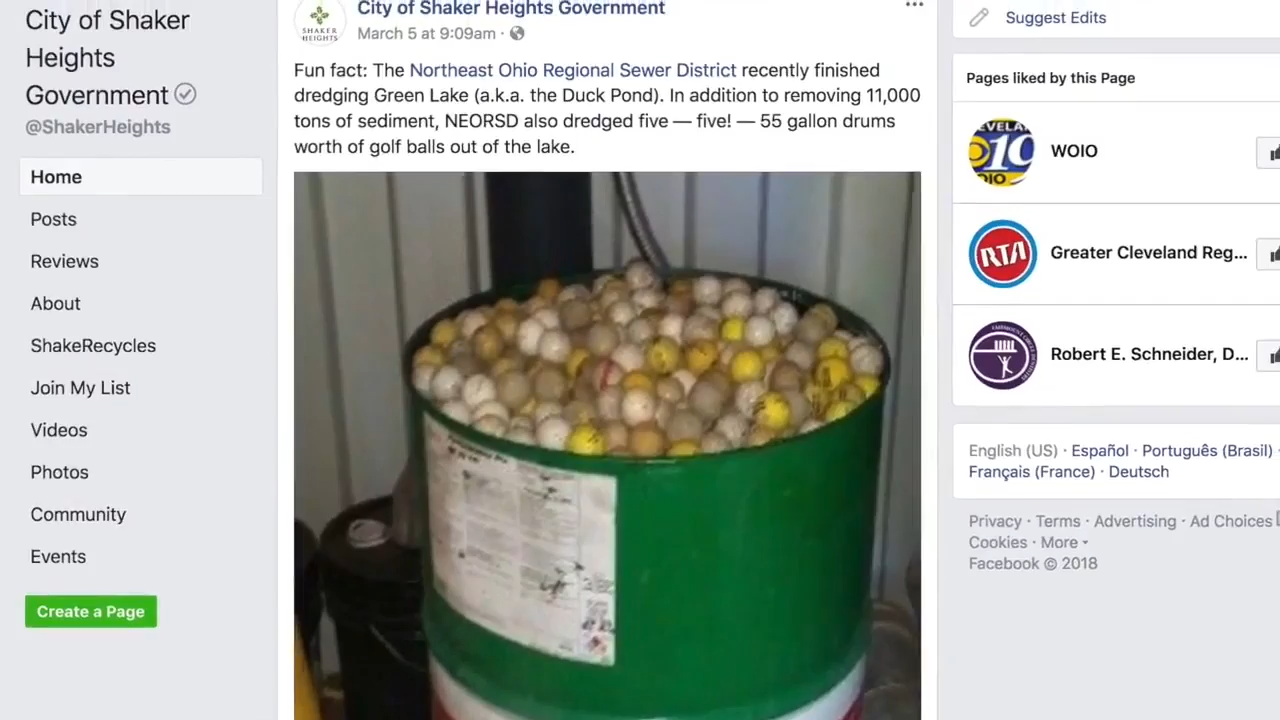 City of Shaker
Heights
Government
@ShakerHeights
Home
Posts
Reviews
About
ShakeRecycles
Join My List
Videos
Photos
Community
Events
Create a Page
City of Shaker Heights Government
SHAKER
HEIGHTS
March 5 at 9:09am ·
Fun fact: The Northeast Ohio Regional Sewer District recently finished
dredging Green Lake (a.k.a. the Duck Pond). In addition to removing 11,000
tons of sediment, NEORSD also dredged five — five! — 55 gallon drums
worth of golf balls out of the lake.
Suggest Edits
Pages liked by this Page
WOIO
Greater Cleveland Reg...
RTA
Robert E. Schneider, D...
English (US) · Español · Português (Brasil) ·
Français (France) · Deutsch
Privacy · Terms · Advertising · Ad Choices
Cookies · More
Facebook © 2018